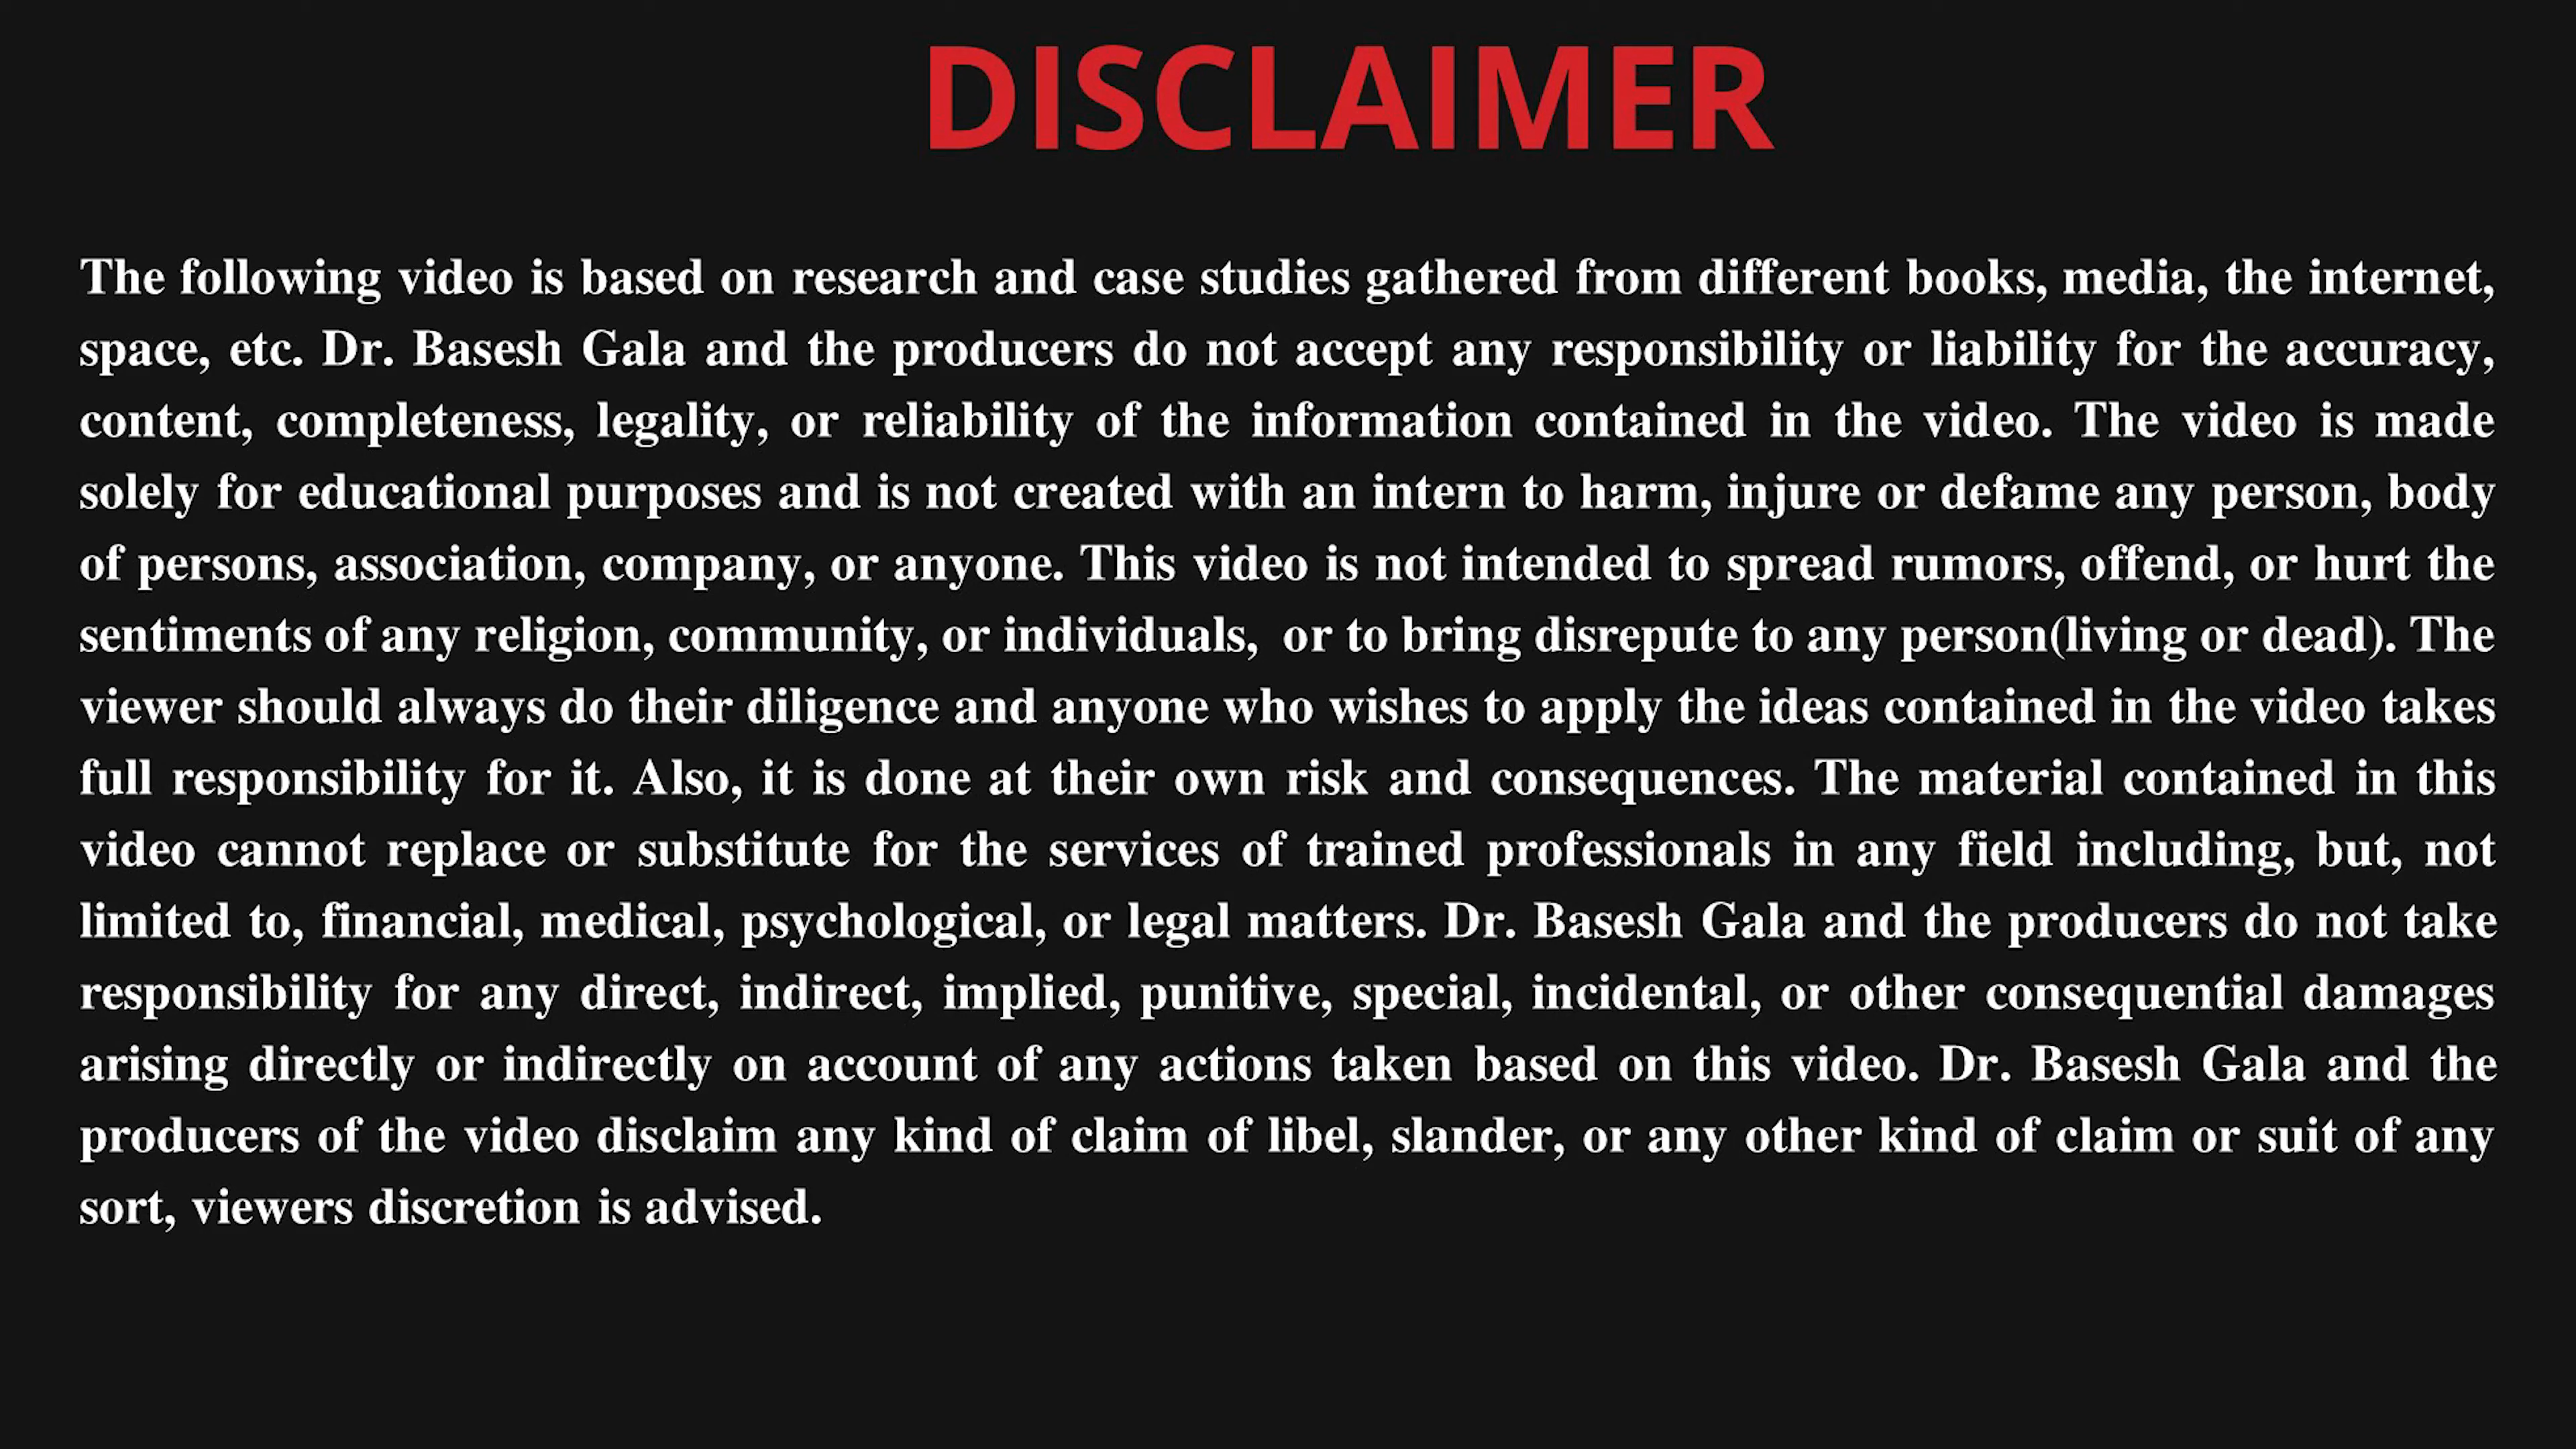 DISCLAIMER
The following video is based on research and case studies gathered from different books, media, the internet,
space, etc. Dr. Basesh Gala and the producers do not accept any responsibility or liability for the accuracy,
content, completeness, legality, or reliability of the information contained in the video. The video is made
solely for educational purposes and is not created with an intern to harm, injure or defame any person, body
of persons, association, company, or anyone. This video is not intended to spread rumors, offend, or hurt the
sentiments of any religion, community, or individuals,  or to bring disrepute to any person(living or dead). The
viewer should always do their diligence and anyone who wishes to apply the ideas contained in the video takes
full responsibility for it. Also, it is done at their own risk and consequences. The material contained in this
video cannot replace or substitute for the services of trained professionals in any field including, but, not
limited to, financial, medical, psychological, or legal matters. Dr. Basesh Gala and the producers do not take
responsibility for any direct, indirect, implied, punitive, special, incidental, or other consequential damages
arising directly or indirectly on account of any actions taken based on this video. Dr. Basesh Gala and the
producers of the video disclaim any kind of claim of libel, slander, or any other kind of claim or suit of any
sort, viewers discretion is advised.